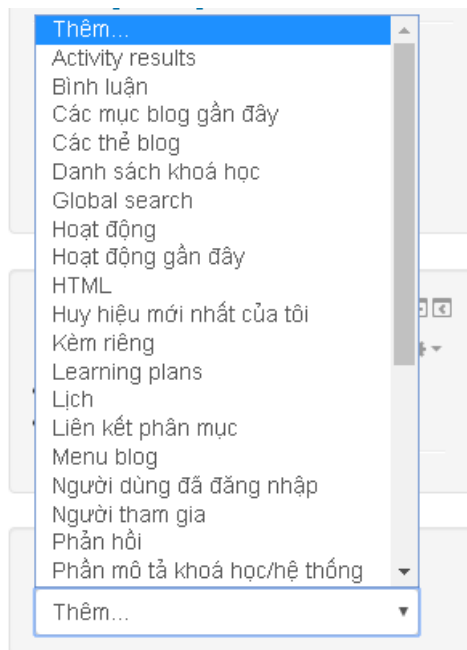 Thêm...
Activity results
Bình luận
Các mục blog gần đây
Các thẻ blog
Danh sách khoá học
Global search
Hoạt động
Hoạt động gần đây
HTML
Huy hiệu mới nhất của tôi
Kèm riêng
Learning plans
Lịch
Liên kết phân mục
Menu blog
Người dùng đã đăng nhập
Người tham gia
Phản hồi
Phần mô tả khoá học/hệ thống
Thêm...